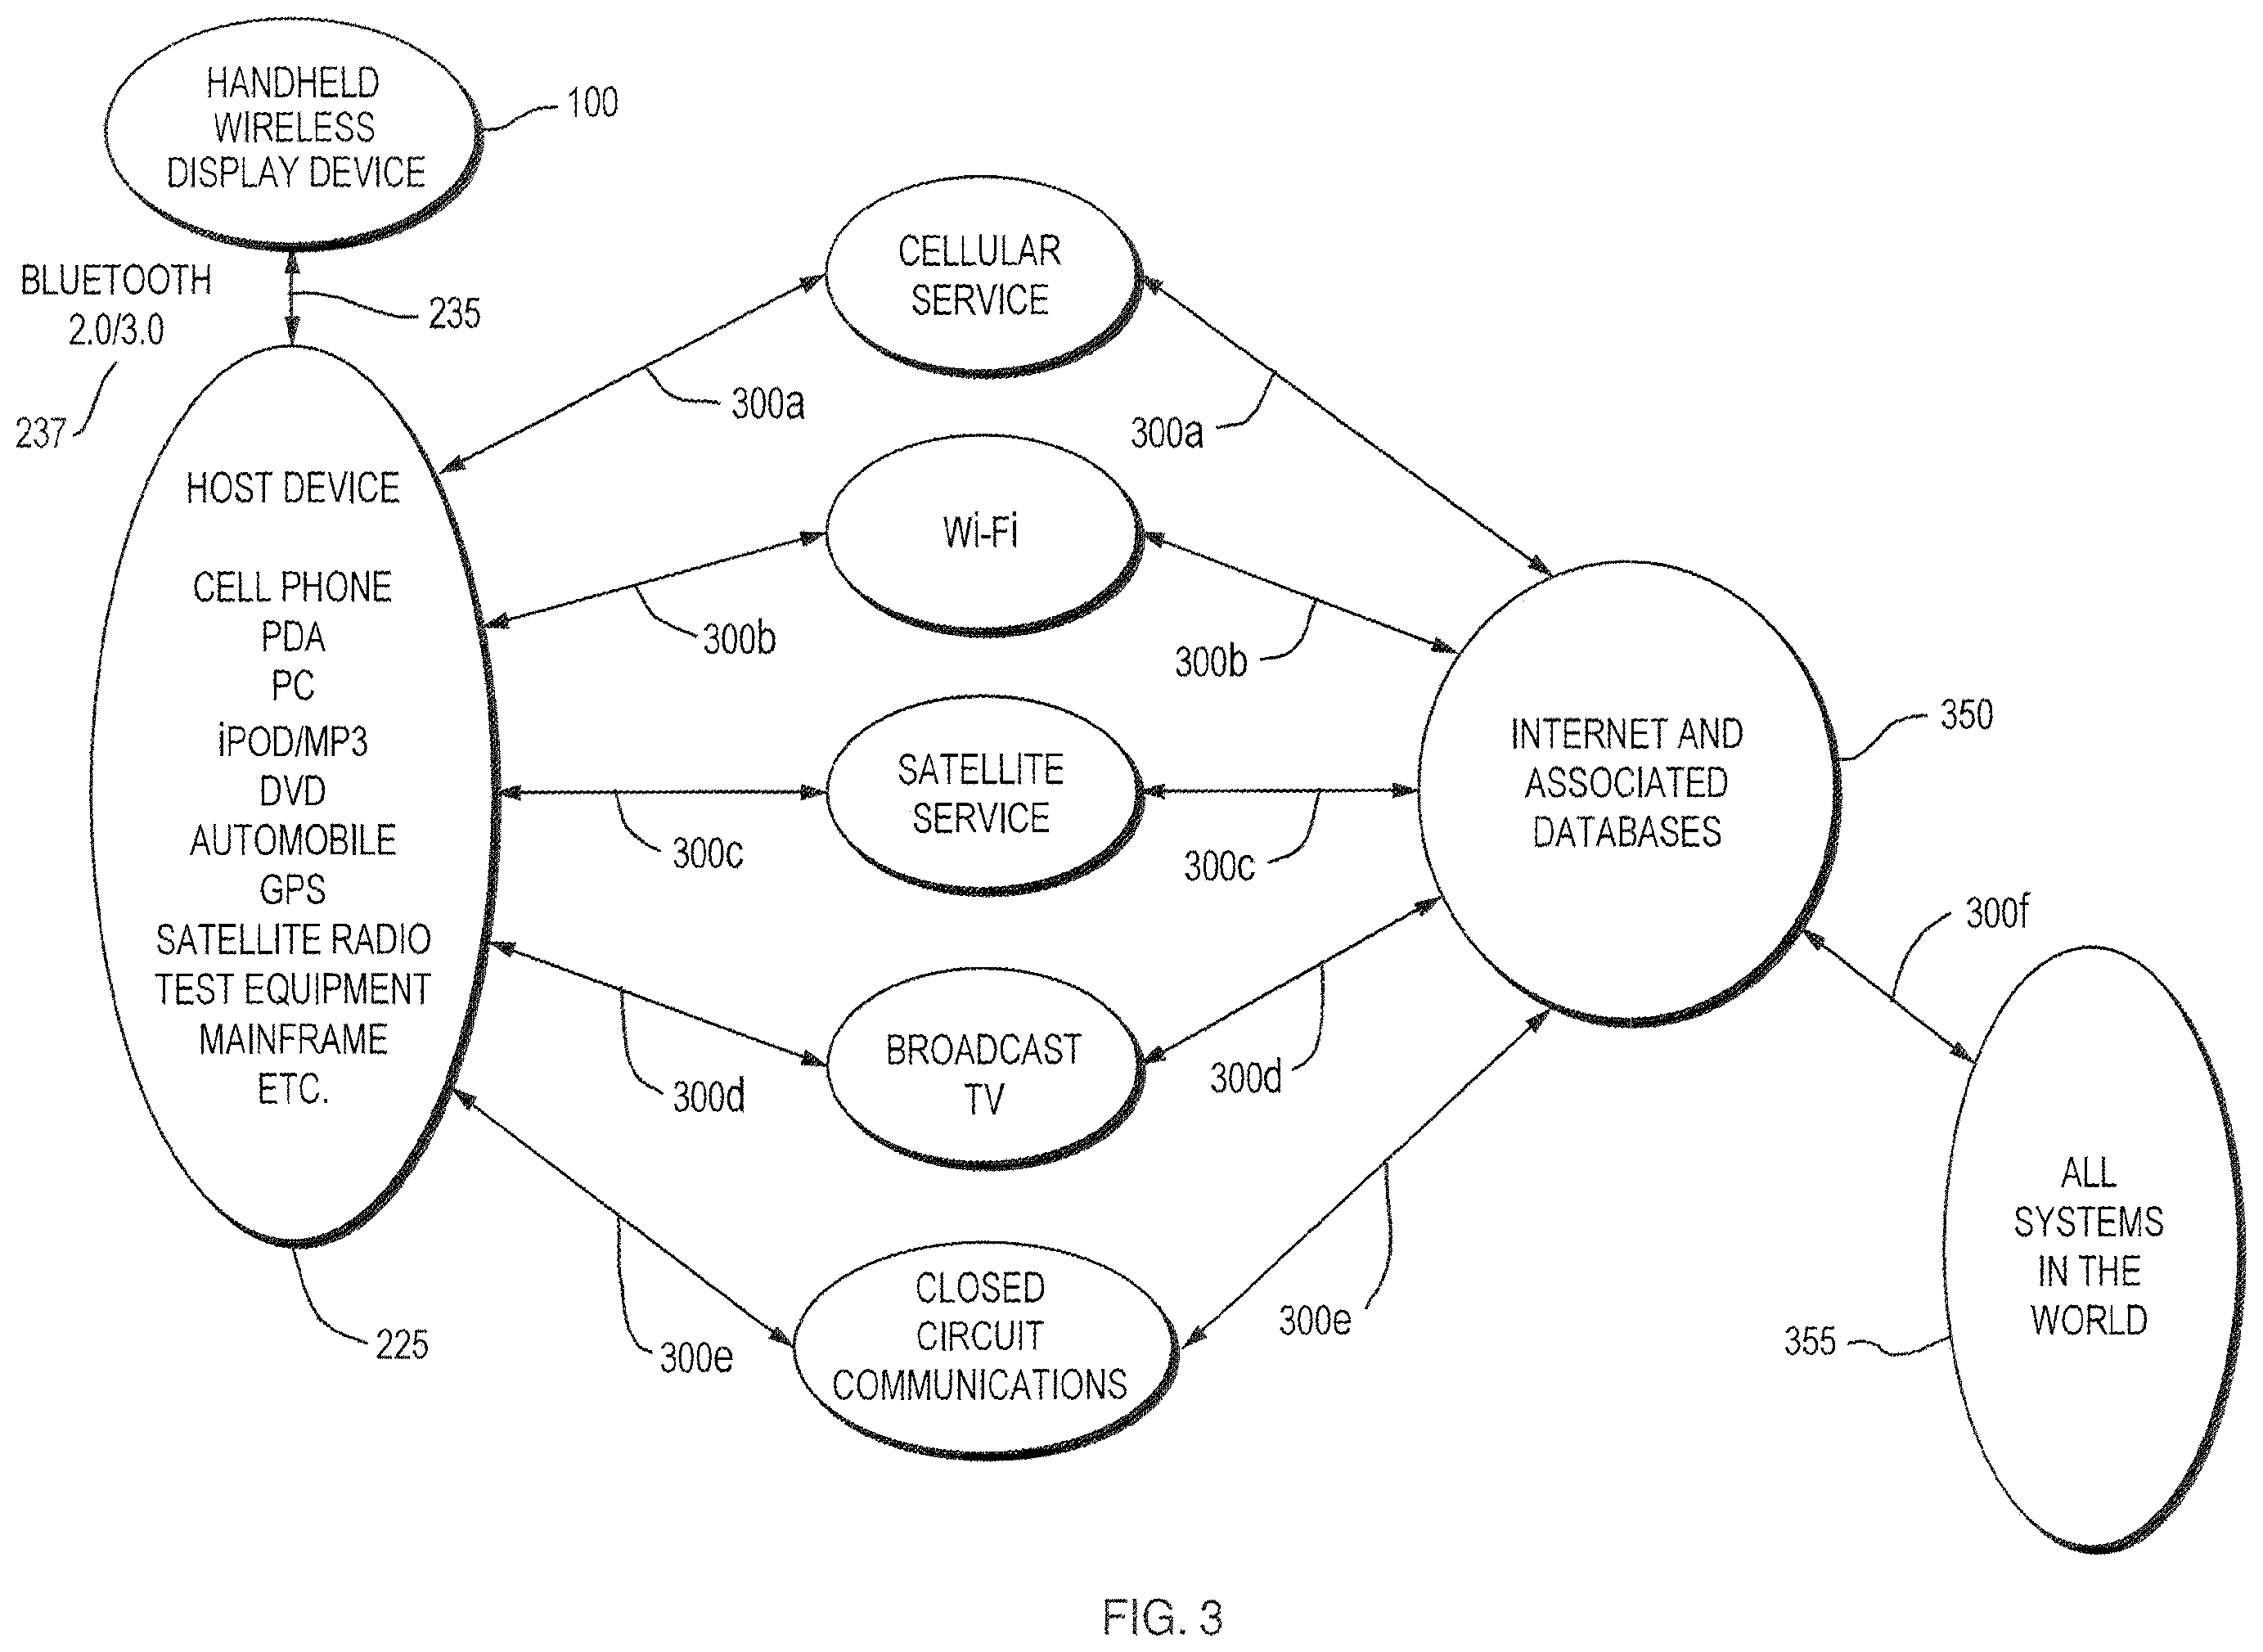 HANDHELD
WIRELESS
DISPLAY DEVICE
100
BLUETOOTH
2.0/3.0
235
237
HOST DEVICE
CELL PHONE
PDA
PC
iPOD/MP3
DVD
AUTOMOBILE
GPS
SATELLITE RADIO
TEST EQUIPMENT
MAINFRAME
ETC.
225
CELLULAR
SERVICE
300a
300a
Wi-Fi
300b
300b
SATELLITE
SERVICE
300c
300c
BROADCAST
TV
300d
300d
CLOSED
CIRCUIT
COMMUNICATIONS
300e
300e
INTERNET AND
ASSOCIATED
DATABASES
350
300f
ALL
SYSTEMS
IN THE
WORLD
355
FIG. 3